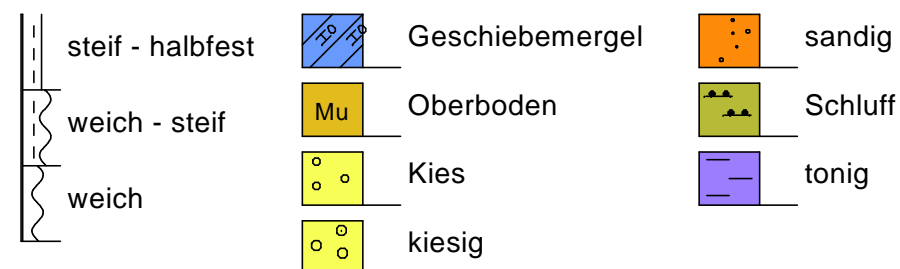 steif - halbfest
weich - steif
weich
Geschiebemergel
Mu Oberboden
Kies
kiesig
sandig
Schluff
tonig